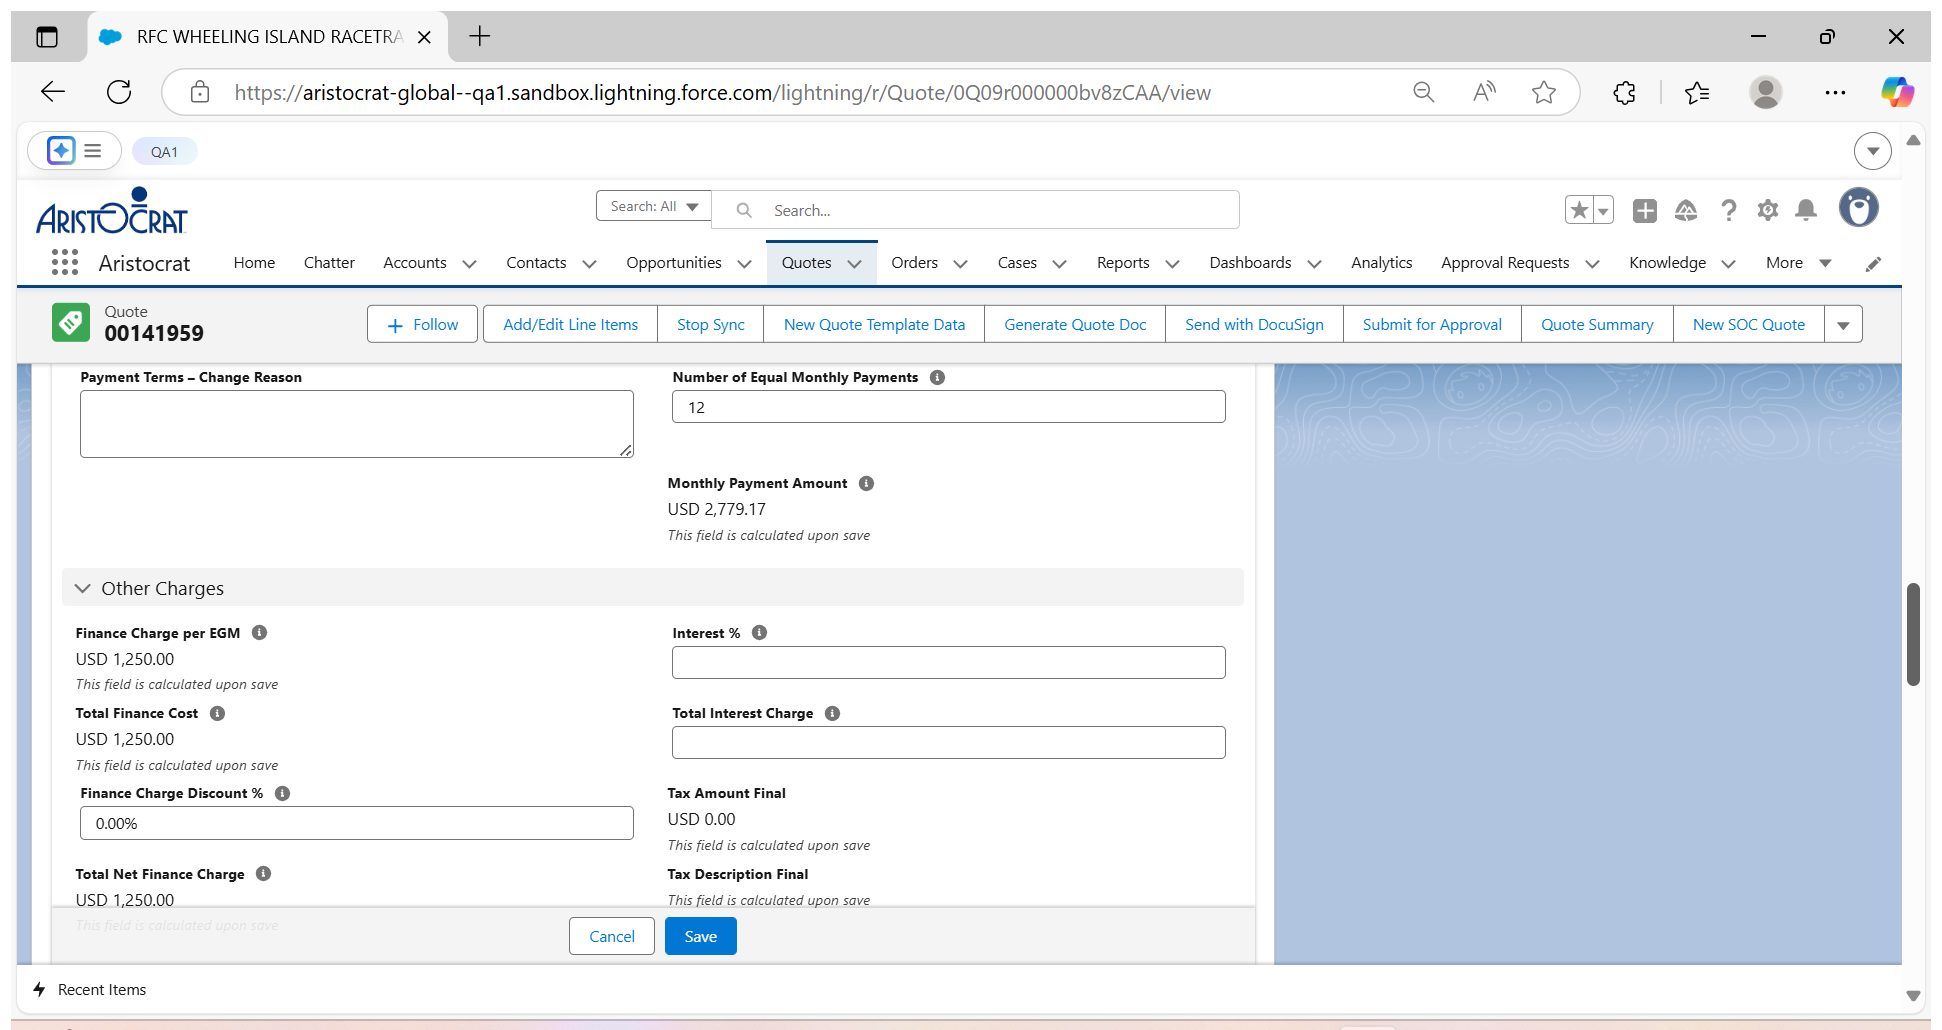 RFC WHEELING ISLAND RACETRA
https://aristocrat-global--qa1.sandbox.lightning.force.com/lightning/r/Quote/0Q09r000000bv8zCAA/view
QA1
ARISTOCRAT
Search: All
Search...
Aristocrat
Home
Chatter
Accounts
Contacts
Opportunities
Quotes
Orders
Cases
Reports
Dashboards
Analytics
Approval Requests
Knowledge
More
Quote
00141959
Follow
Add/Edit Line Items
Stop Sync
New Quote Template Data
Generate Quote Doc
Send with DocuSign
Submit for Approval
Quote Summary
New SOC Quote
Payment Terms – Change Reason
Number of Equal Monthly Payments
12
Monthly Payment Amount
USD 2,779.17
This field is calculated upon save
Other Charges
Finance Charge per EGM
USD 1,250.00
This field is calculated upon save
Interest %
Total Finance Cost
USD 1,250.00
This field is calculated upon save
Total Interest Charge
Finance Charge Discount %
0.00%
Tax Amount Final
USD 0.00
This field is calculated upon save
Total Net Finance Charge
USD 1,250.00
This field is calculated upon save
Tax Description Final
This field is calculated upon save
Cancel
Save
Recent Items